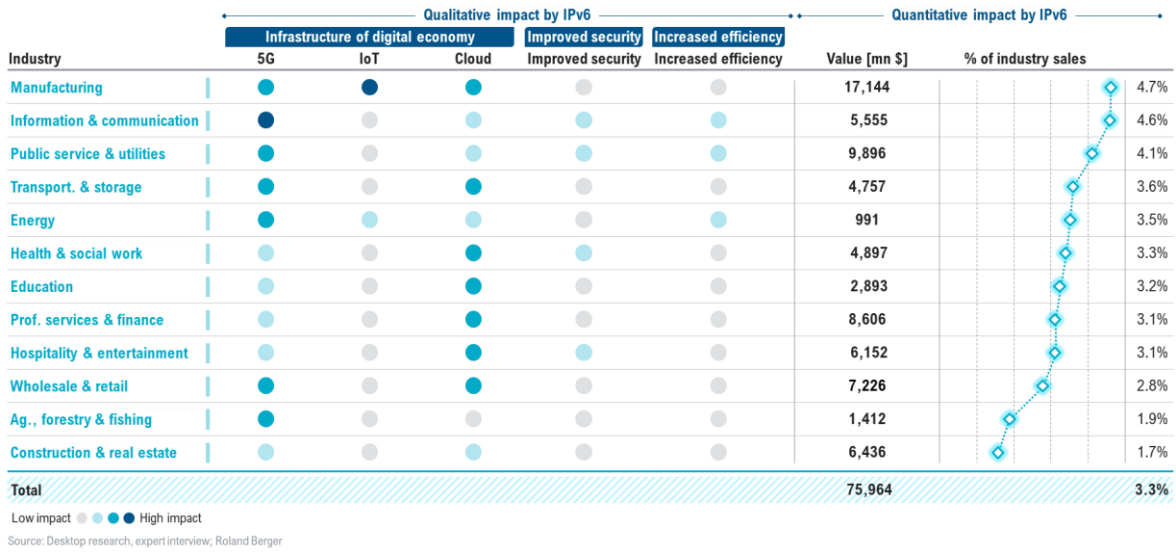 Qualitative impact by IPv6 Quantitative impact by IPv6
Infrastructure of digital economy Improved security Increased efficiency
Industry 5G IoT Cloud Improved security Increased efficiency Value [mn $] % of industry sales
Manufacturing 17,144 4.7%
Information & communication 5,555 4.6%
Public service & utilities 9,896 4.1%
Transport. & storage 4,757 3.6%
Energy 991 3.5%
Health & social work 4,897 3.3%
Education 2,893 3.2%
Prof. services & finance 8,606 3.1%
Hospitality & entertainment 6,152 3.1%
Wholesale & retail 7,226 2.8%
Ag., forestry & fishing 1,412 1.9%
Construction & real estate 6,436 1.7%
Total 75,964 3.3%
Low impact High impact
Source: Desktop research, expert interview; Roland Berger